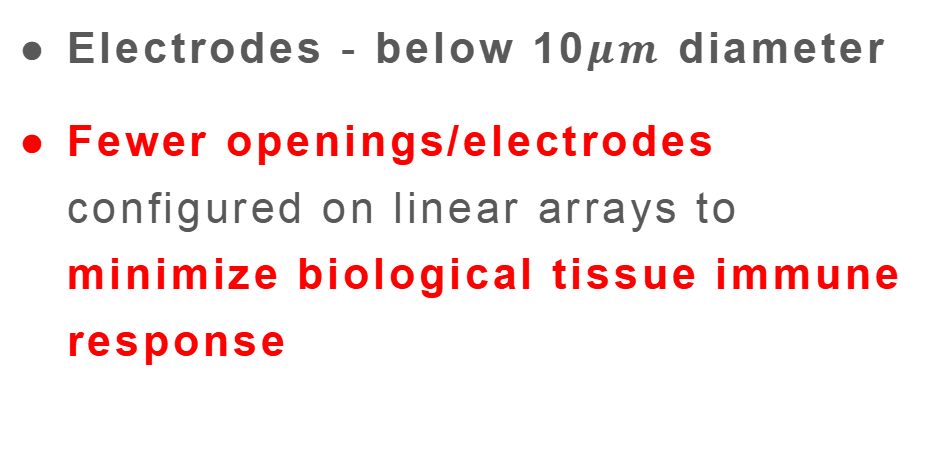 ● Electrodes - below 10𝝁𝒎 diameter
● Fewer openings/electrodes
configured on linear arrays to
minimize biological tissue immune
response